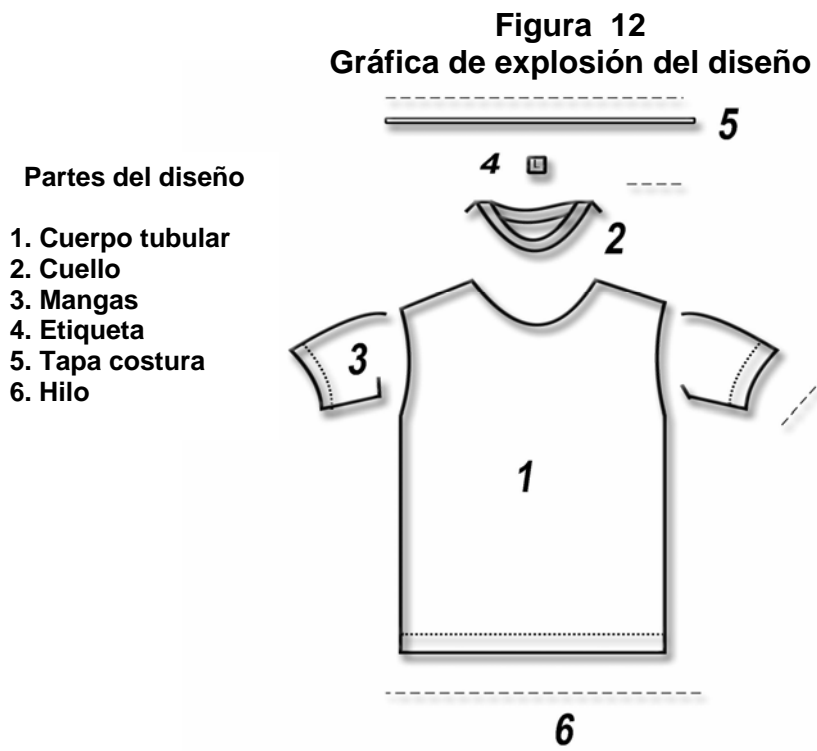 Figura 12
Gráfica de explosión del diseño
5
4 L
Partes del diseño
2
1. Cuerpo tubular
2. Cuello
3. Mangas
4. Etiqueta
5. Tapa costura
6. Hilo
3
1
6